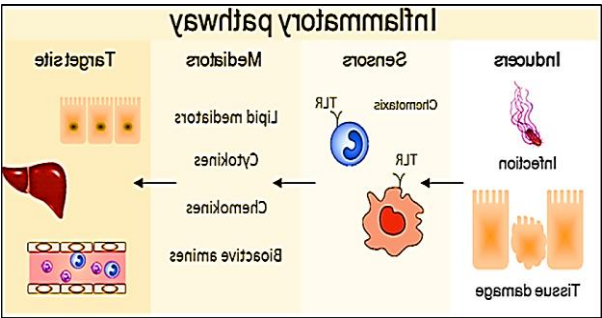 Inflammatory pathway
Inducers
Infection
Tissue damage
Sensors
Chemotaxis
TLR
TLR
Mediators
Lipid mediators
Cytokines
Chemokines
Bioactive amines
Target site